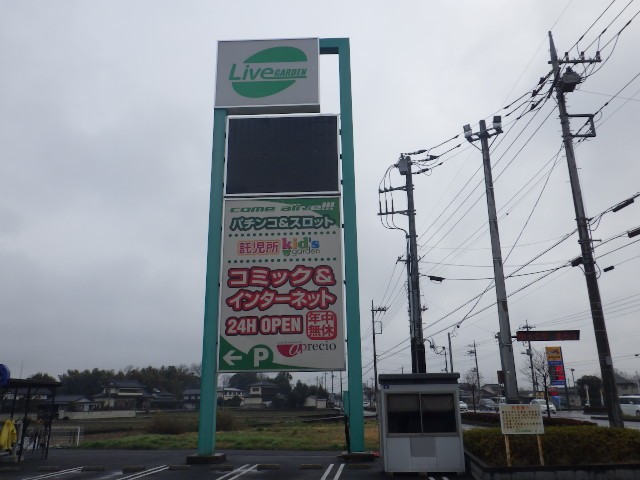 Live GARDEN
come alive!!!
パチンコ&スロット
託児所 kid's garden
コミック&
インターネット
24H OPEN 年中無休
aprecio
← P